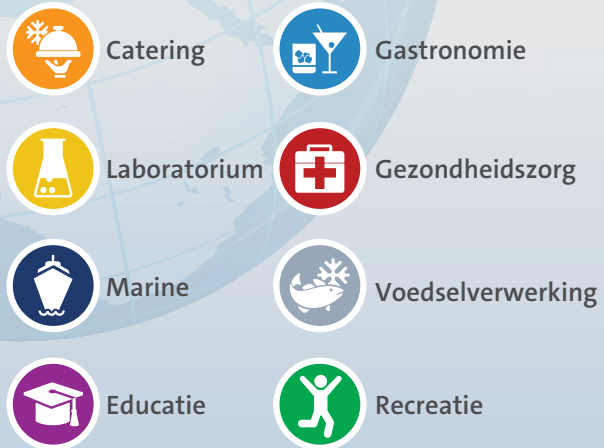 Catering
Gastronomie
Laboratorium
Gezondheidszorg
Marine
Voedselverwerking
Educatie
Recreatie